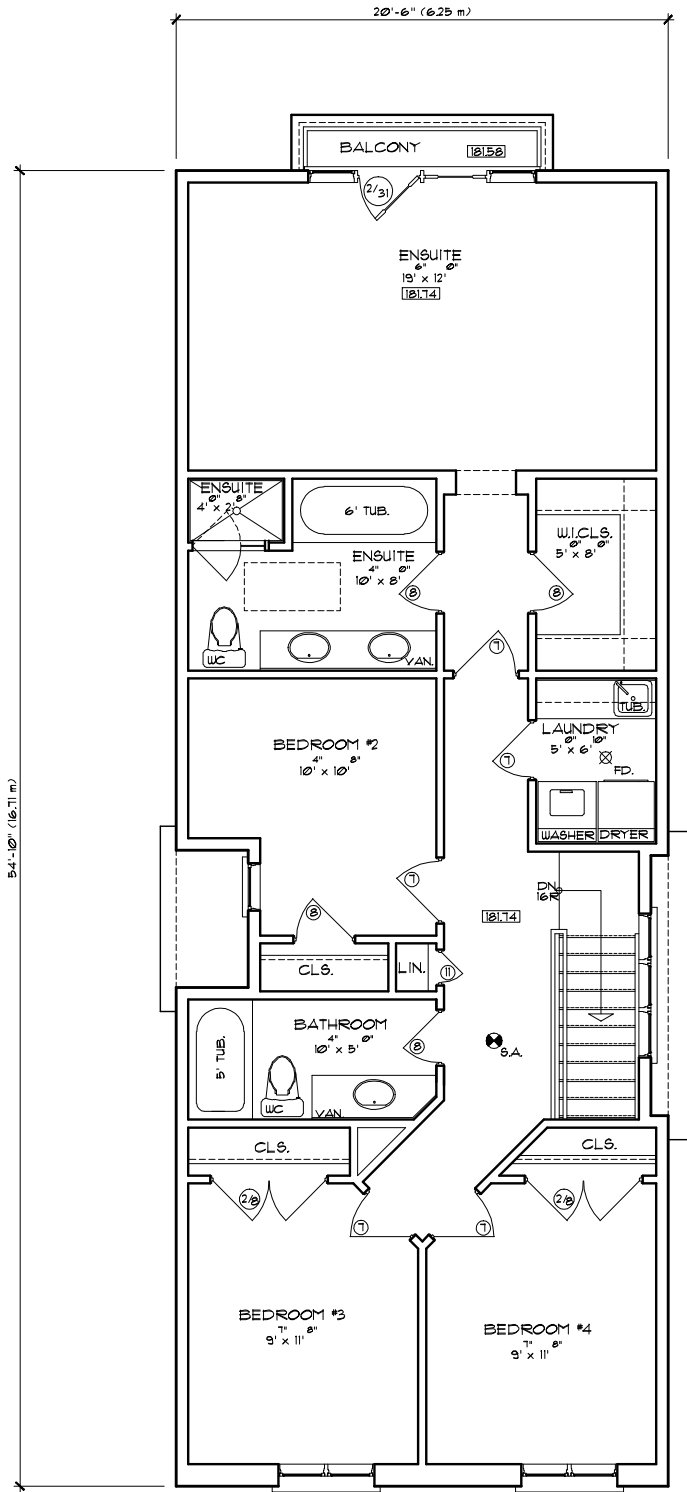 20'-6" (6.25 m)
BALCONY
181.58
2/31
ENSUITE
6" 0"
19' x 12'
181.74
ENSUITE
0" 8"
4' x 2'
6' TUB.
ENSUITE
4" 0"
10' x 8'
8
W.I.CLS.
0" 0"
5' x 8'
8
WC
VAN.
7
TUB.
LAUNDRY
0" 10"
5' x 6'
FD.
7
WASHER
DRYER
BEDROOM #2
4" 8"
10' x 10'
54'-10" (16.71 m)
7
8
DN
16R
181.74
CLS.
LIN.
11
BATHROOM
4" 0"
10' x 5'
8
5' TUB.
S.A.
WC
VAN.
CLS.
CLS.
2/8
2/8
7
7
BEDROOM #3
7" 8"
9' x 11'
BEDROOM #4
7" 8"
9' x 11'